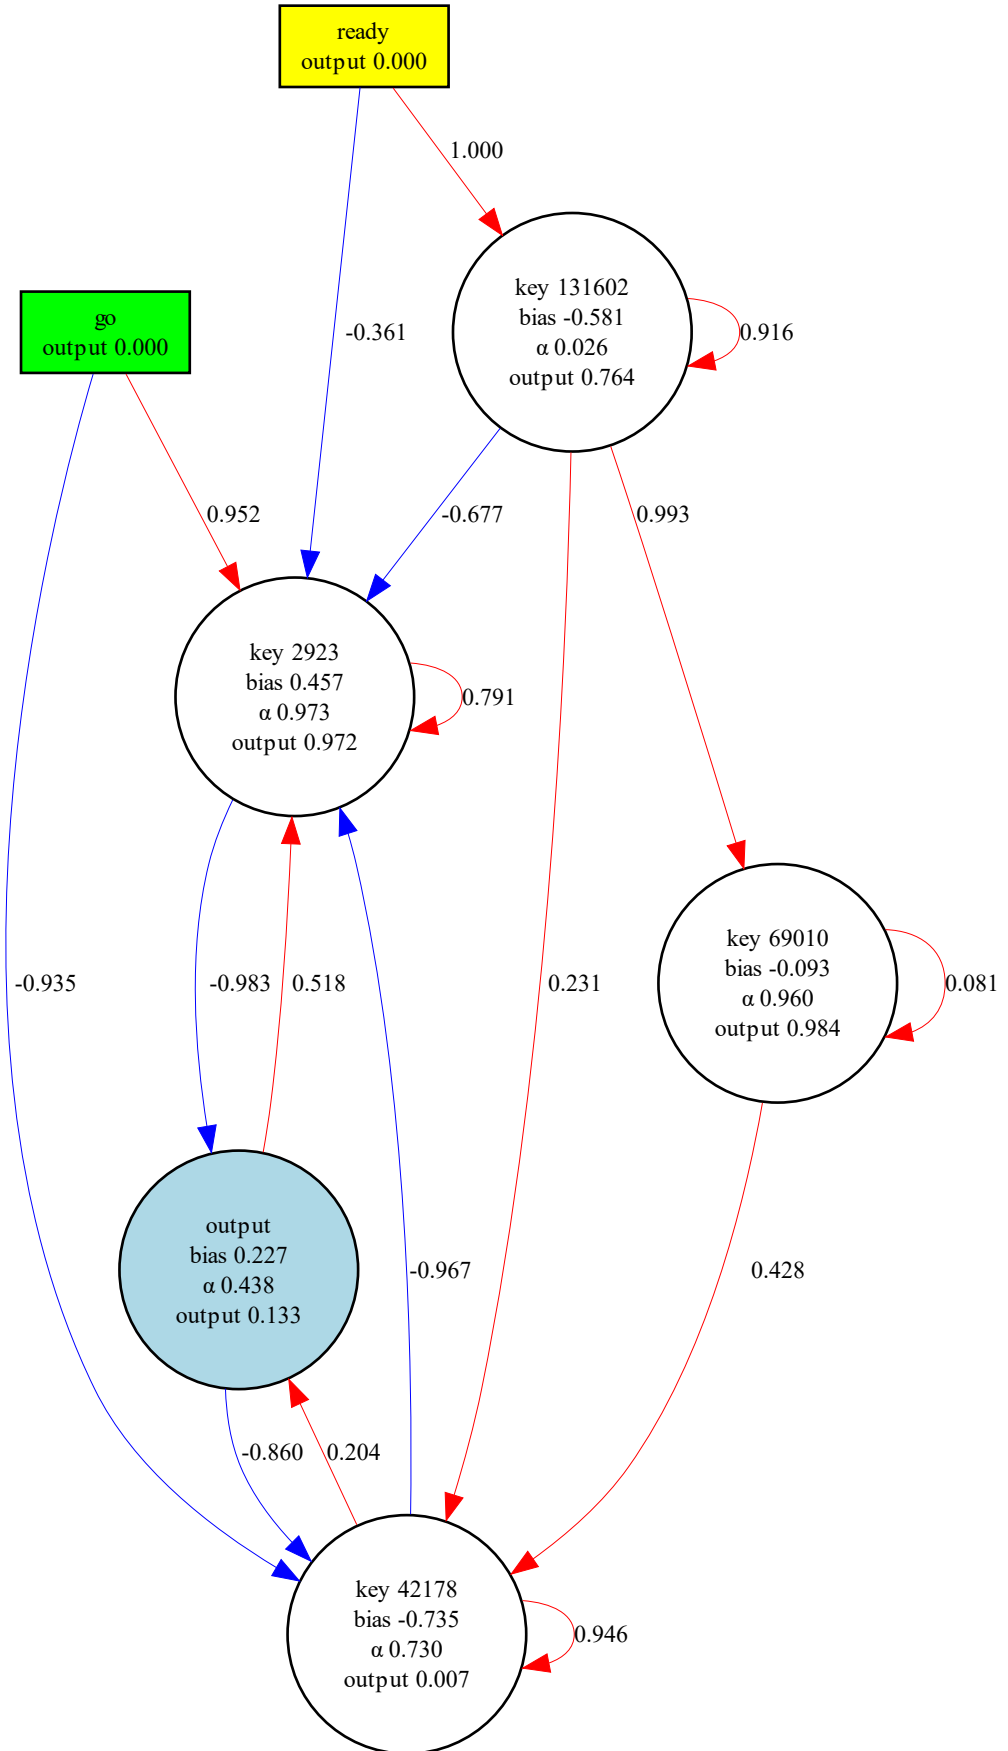 ready
output 0.000
1.000
key 131602
bias -0.581
α 0.026
output 0.764
0.916
go
output 0.000
-0.361
0.952
-0.677
0.993
key 2923
bias 0.457
α 0.973
output 0.972
0.791
key 69010
bias -0.093
α 0.960
output 0.984
0.081
-0.935
-0.983
0.518
0.231
output
bias 0.227
α 0.438
output 0.133
-0.967
0.428
-0.860
0.204
key 42178
bias -0.735
α 0.730
output 0.007
0.946